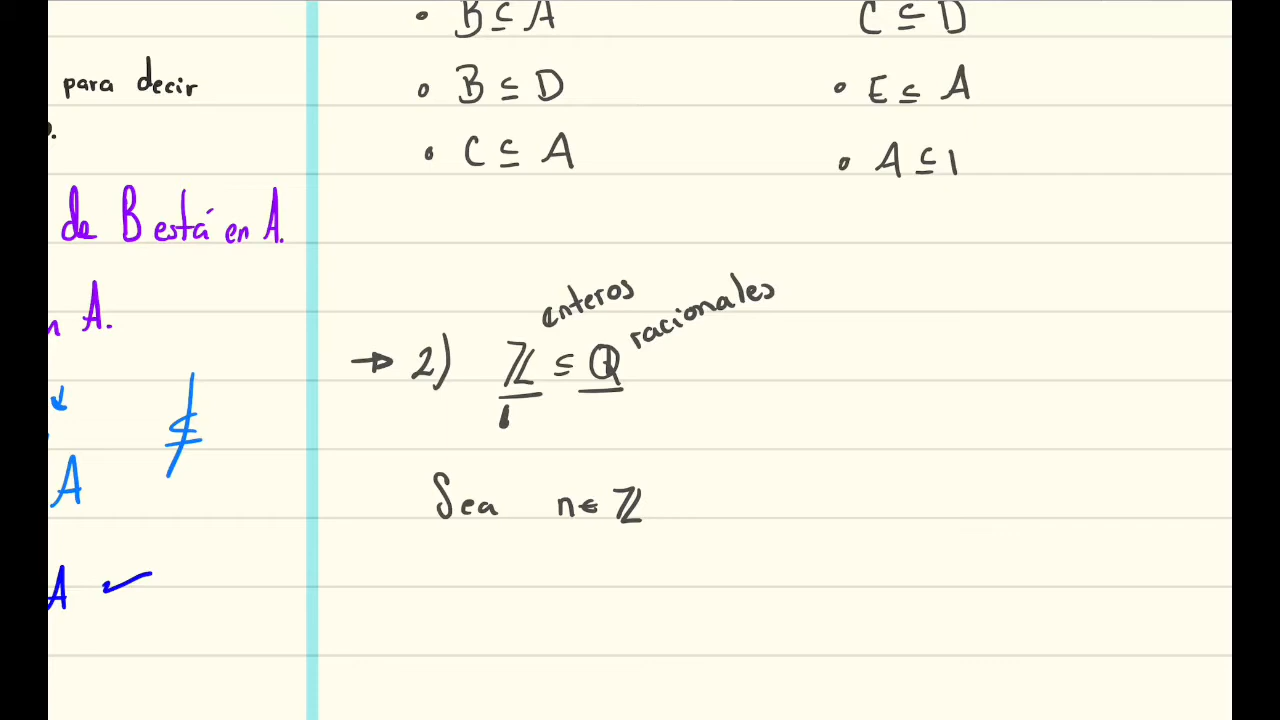 para decir
de B está en A.
A.
⊈
A
A ✓
• B ⊆ A
C ⊆ D
• B ⊆ D
• E ⊆ A
• C ⊆ A
• A ⊆ 1
enteros
racionales
→ 2) ℤ ⊆ ℚ
Sea n ∈ ℤ